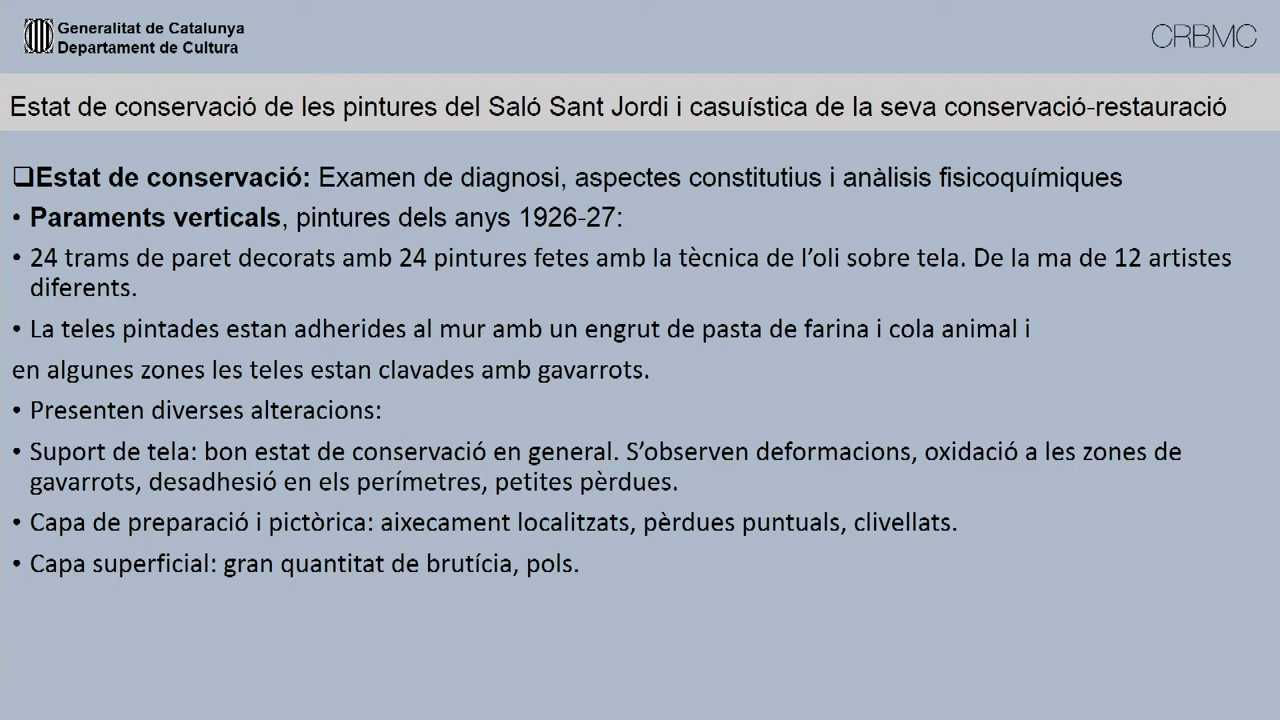 Generalitat de Catalunya
Departament de Cultura
CRBMC
Estat de conservació de les pintures del Saló Sant Jordi i casuística de la seva conservació-restauració
❑Estat de conservació: Examen de diagnosi, aspectes constitutius i anàlisis fisicoquímiques
• Paraments verticals, pintures dels anys 1926-27:
• 24 trams de paret decorats amb 24 pintures fetes amb la tècnica de l’oli sobre tela. De la ma de 12 artistes
diferents.
• La teles pintades estan adherides al mur amb un engrut de pasta de farina i cola animal i
en algunes zones les teles estan clavades amb gavarrots.
• Presenten diverses alteracions:
• Suport de tela: bon estat de conservació en general. S’observen deformacions, oxidació a les zones de
gavarrots, desadhesió en els perímetres, petites pèrdues.
• Capa de preparació i pictòrica: aixecament localitzats, pèrdues puntuals, clivellats.
• Capa superficial: gran quantitat de brutícia, pols.